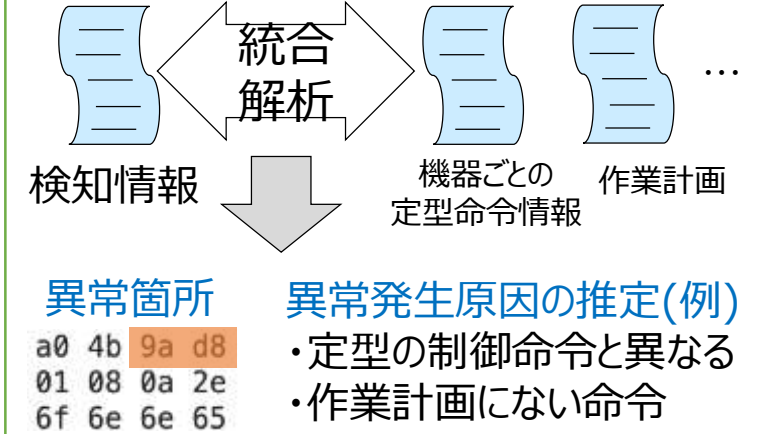 統合
解析
…
検知情報
機器ごとの
定型命令情報
作業計画
異常箇所
a0 4b 9a d8
01 08 0a 2e
6f 6e 6e 65
異常発生原因の推定(例)
・定型の制御命令と異なる
・作業計画にない命令